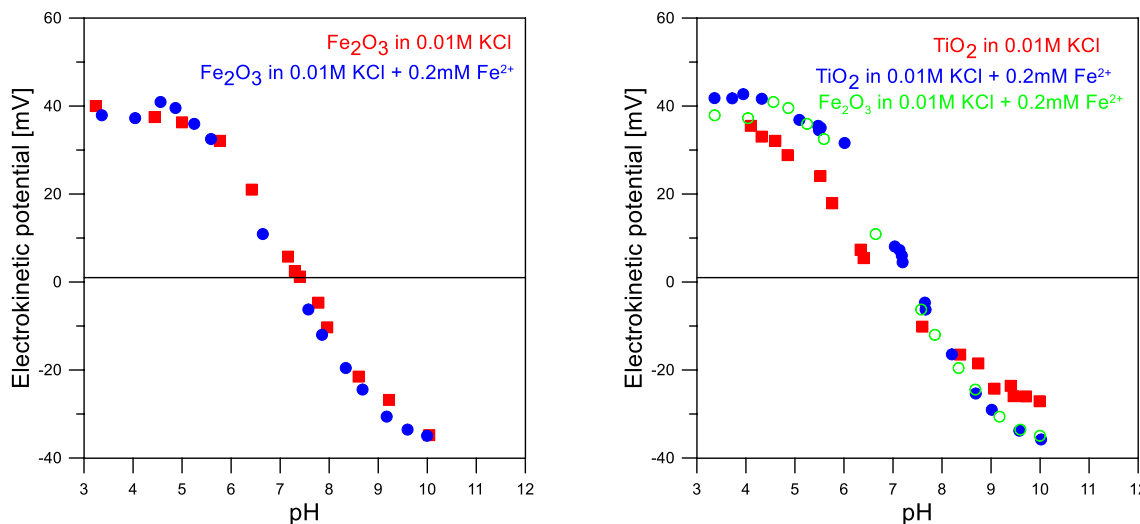 60
40
20
0
-20
-40
Electrokinetic potential [mV]
Fe₂O₃ in 0.01M KCl
Fe₂O₃ in 0.01M KCl + 0.2mM Fe²⁺
3 4 5 6 7 8 9 10 11 12
pH
60
40
20
0
-20
-40
Electrokinetic potential [mV]
TiO₂ in 0.01M KCl
TiO₂ in 0.01M KCl + 0.2mM Fe²⁺
Fe₂O₃ in 0.01M KCl + 0.2mM Fe²⁺
3 4 5 6 7 8 9 10 11 12
pH